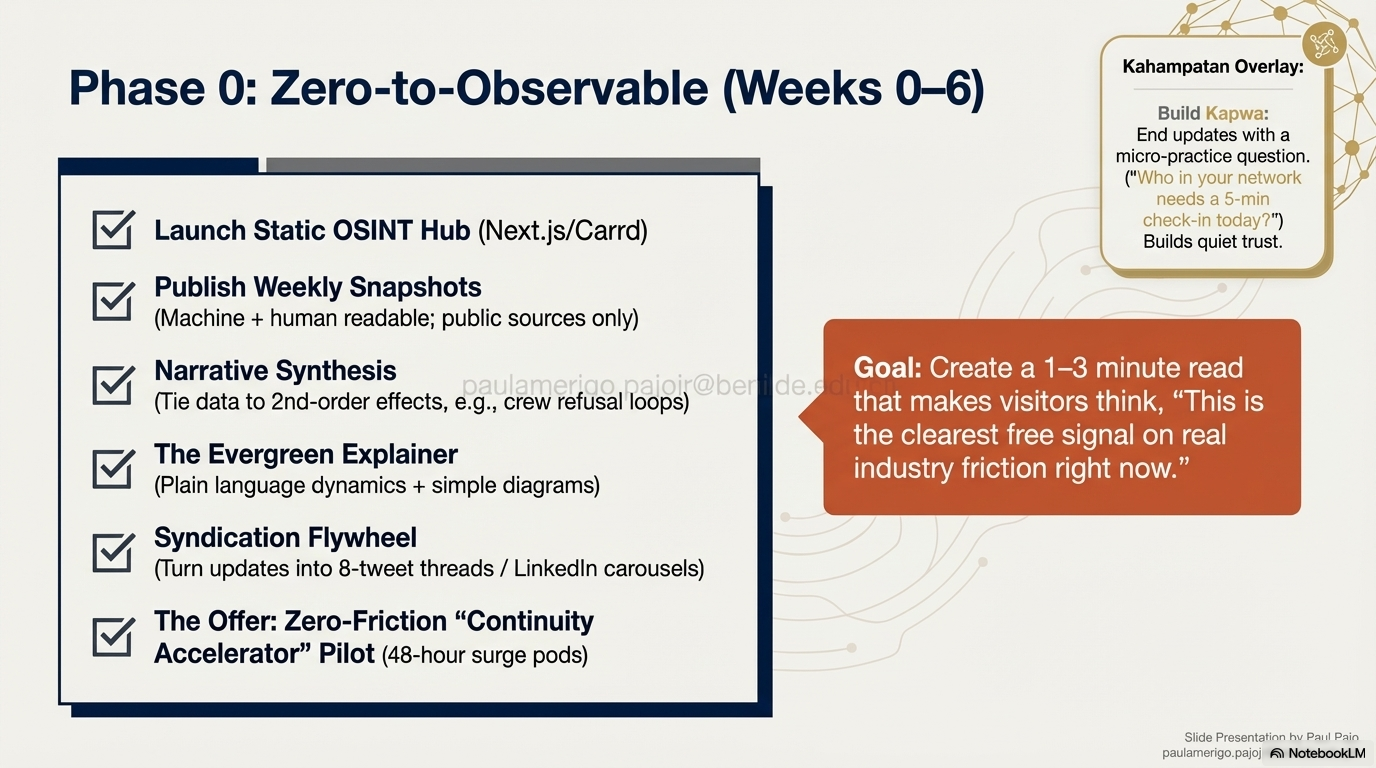 Phase 0: Zero-to-Observable (Weeks 0–6)
Kahampatan Overlay:
Build Kapwa:
End updates with a
micro-practice question.
("Who in your network
needs a 5-min
check-in today?")
Builds quiet trust.
Launch Static OSINT Hub (Next.js/Carrd)
Publish Weekly Snapshots
(Machine + human readable; public sources only)
Narrative Synthesis
(Tie data to 2nd-order effects, e.g., crew refusal loops)
The Evergreen Explainer
(Plain language dynamics + simple diagrams)
Syndication Flywheel
(Turn updates into 8-tweet threads / LinkedIn carousels)
The Offer: Zero-Friction “Continuity
Accelerator” Pilot (48-hour surge pods)
Goal: Create a 1–3 minute read
that makes visitors think, “This is
the clearest free signal on real
industry friction right now.”
Slide Presentation by Paul Pajo
NotebookLM